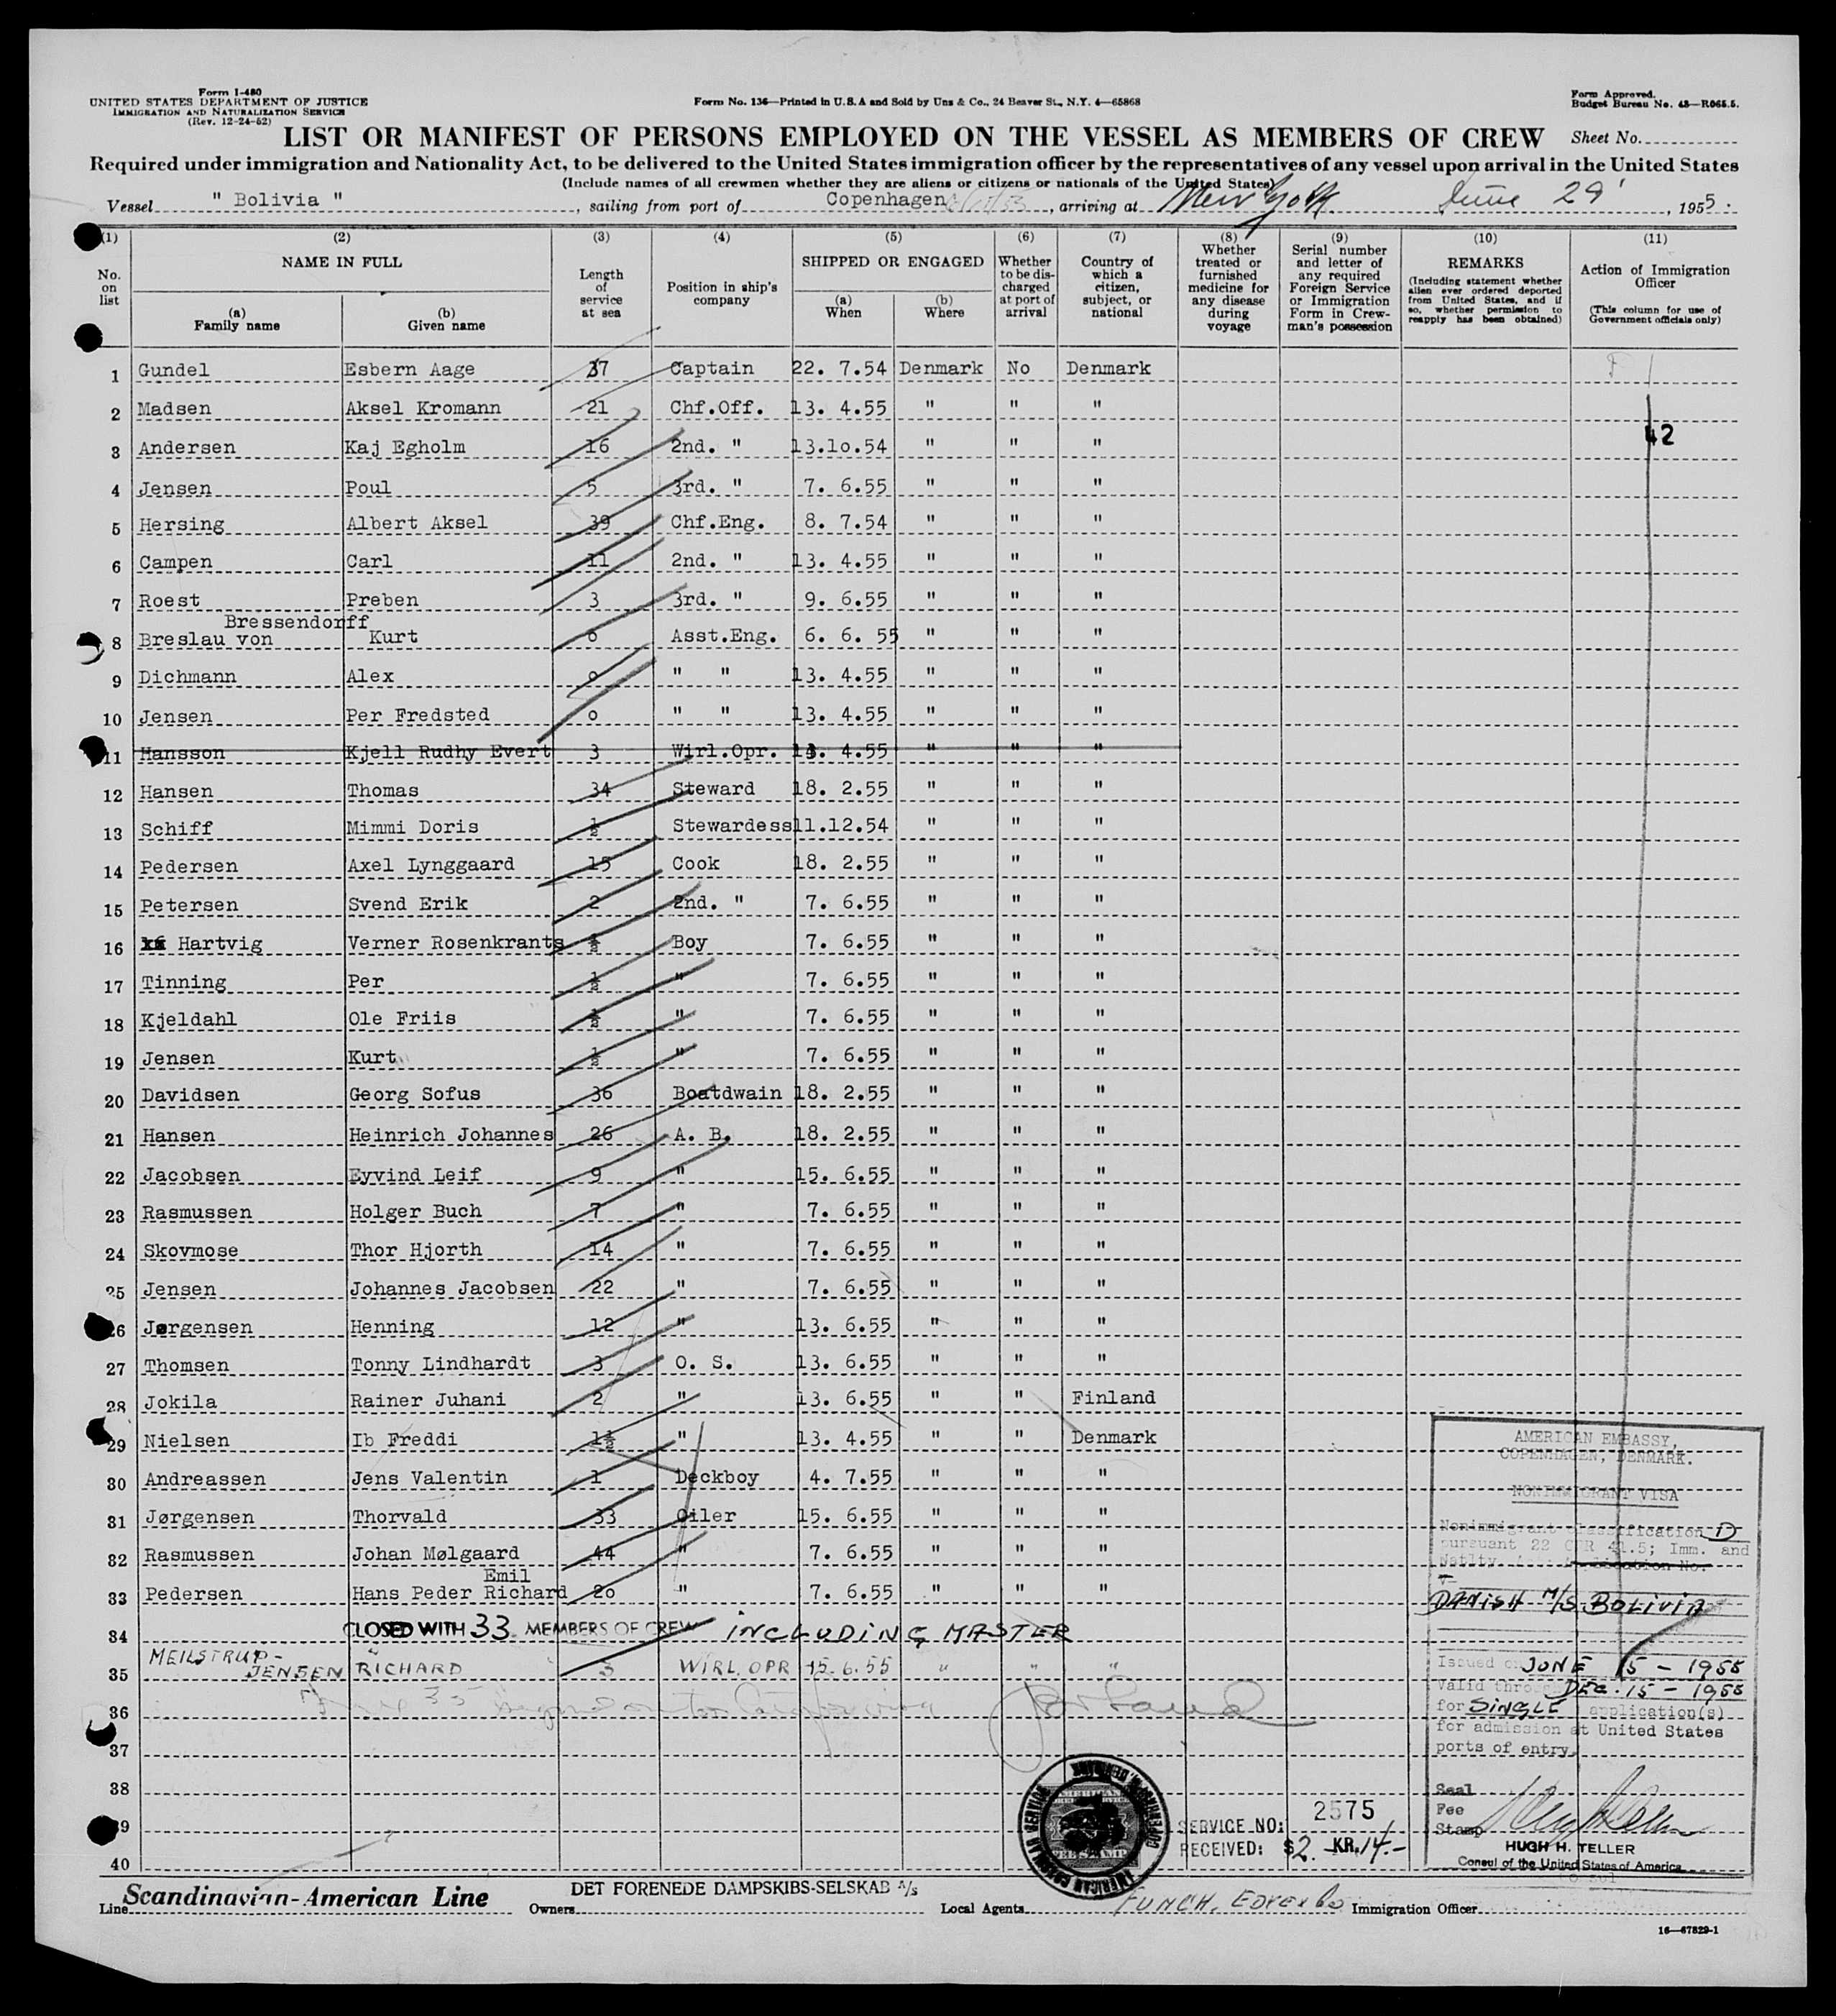 Form I-480
UNITED STATES DEPARTMENT OF JUSTICE
IMMIGRATION AND NATURALIZATION SERVICE
(Rev. 12-24-52)
Form No. 136—Printed in U.S.A and Sold by Unz & Co., 24 Beaver St., N.Y. 4—65868
Form Approved.
Budget Bureau No. 43—R065.5.
LIST OR MANIFEST OF PERSONS EMPLOYED ON THE VESSEL AS MEMBERS OF CREW Sheet No.
Required under immigration and Nationality Act, to be delivered to the United States immigration officer by the representatives of any vessel upon arrival in the United States
(Include names of all crewmen whether they are aliens or citizens or nationals of the United States)
Vessel " Bolivia " , sailing from port of Copenhagen , arriving at New York June 29 , 1955.
(1) (2) (3) (4) (5) (6) (7) (8) (9) (10) (11)
No. on list
NAME IN FULL
(a) Family name
(b) Given name
Length of service at sea
Position in ship's company
SHIPPED OR ENGAGED
(a) When
(b) Where
Whether to be discharged at port of arrival
Country of which a citizen, subject, or national
Whether treated or furnished medicine for any disease during voyage
Serial number and letter of any required Foreign Service or Immigration Form in Crewman's possession
REMARKS
(Including statement whether alien ever ordered deported from United States, and if so, whether permission to reapply has been obtained)
Action of Immigration Officer
(This column for use of Government officials only)
1 Gundel Esbern Aage 37 Captain 22. 7.54 Denmark No Denmark
2 Madsen Aksel Kromann 21 Chf.Off. 13. 4.55 " " "
42
3 Andersen Kaj Egholm 16 2nd. " 13.10.54 " " "
4 Jensen Poul 5 3rd. " 7. 6.55 " " "
5 Hersing Albert Aksel 39 Chf.Eng. 8. 7.54 " " "
6 Campen Carl 11 2nd. " 13. 4.55 " " "
7 Roest Preben 3 3rd. " 9. 6.55 " " "
Bressendorff
8 Breslau von Kurt o Asst.Eng. 6. 6. 55 " " "
9 Dichmann Alex o " " 13. 4.55 " " "
10 Jensen Per Fredsted o " " 13. 4.55 " " "
11 Hansson Kjell Rudhy Evert 3 Wirl.Opr. 13. 4.55 " " "
12 Hansen Thomas 34 Steward 18. 2.55 " " "
13 Schiff Mimmi Doris ½ Stewardess 11.12.54 " " "
14 Pedersen Axel Lynggaard 15 Cook 18. 2.55 " " "
15 Petersen Svend Erik 2 2nd. " 7. 6.55 " " "
16 Hartvig Verner Rosenkrants ½ Boy 7. 6.55 " " "
17 Tinning Per ½ " 7. 6.55 " " "
18 Kjeldahl Ole Friis ½ " 7. 6.55 " " "
19 Jensen Kurt ½ " 7. 6.55 " " "
20 Davidsen Georg Sofus 36 Boatdwain 18. 2.55 " " "
21 Hansen Heinrich Johannes 26 A. B. 18. 2.55 " " "
22 Jacobsen Eyvind Leif 9 " 15. 6.55 " " "
23 Rasmussen Holger Buch 7 " 7. 6.55 " " "
24 Skovmose Thor Hjorth 14 " 7. 6.55 " " "
25 Jensen Johannes Jacobsen 22 " 7. 6.55 " " "
26 Jørgensen Henning 12 " 13. 6.55 " " "
27 Thomsen Tonny Lindhardt 3 O. S. 13. 6.55 " " "
28 Jokila Rainer Juhani 2 " 13. 6.55 " " Finland
29 Nielsen Ib Freddi 1½ " 13. 4.55 " " Denmark
30 Andreassen Jens Valentin 1 Deckboy 4. 7.55 " " "
31 Jørgensen Thorvald 33 Oiler 15. 6.55 " " "
32 Rasmussen Johan Mølgaard 44 " 7. 6.55 " " "
Emil
33 Pedersen Hans Peder Richard 2o " 7. 6.55 " " "
34 CLOSED WITH 33 MEMBERS OF CREW INCLUDING MASTER
35 MEILSTRUP-JENSEN RICHARD 3 WIRL. OPR 15.6.55 " " "
36
37
38
39
40
AMERICAN EMBASSY,
COPENHAGEN, DENMARK.
NONIMMIGRANT VISA
Nonimmigrant classification D
pursuant 22 CFR 41.5; Imm. and
Natlty. Act; Application No.
V-
DANISH M/S BOLIVIA
Issued on JUNE 15 - 1955
Valid through DEC. 15 - 1955
for SINGLE application(s)
for admission at United States
ports of entry.
Seal
Fee
Stamp
HUGH H. TELLER
Consul of the United States of America
SERVICE NO: 2575
RECEIVED: $2. KR. 14.-
Line Scandinavian-American Line Owners DET FORENEDE DAMPSKIBS-SELSKAB A/S Local Agents FUNCH, EDYE & Co Immigration Officer
16—67829-1